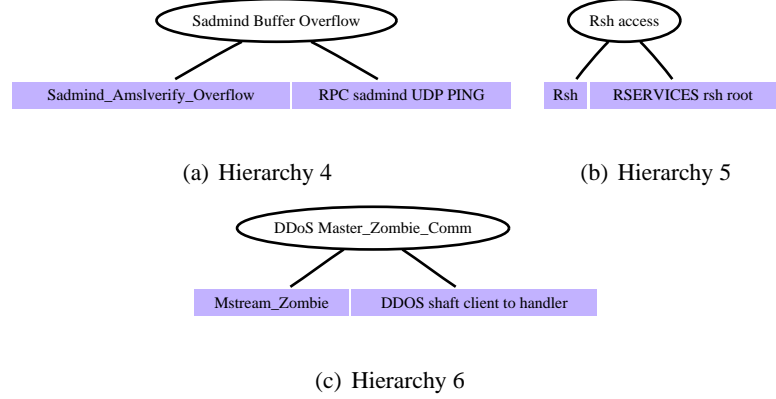 Sadmind Buffer Overflow
Sadmind_Amslverify_Overflow
RPC sadmind UDP PING
(a) Hierarchy 4
Rsh access
Rsh
RSERVICES rsh root
(b) Hierarchy 5
DDoS Master_Zombie_Comm
Mstream_Zombie
DDOS shaft client to handler
(c) Hierarchy 6